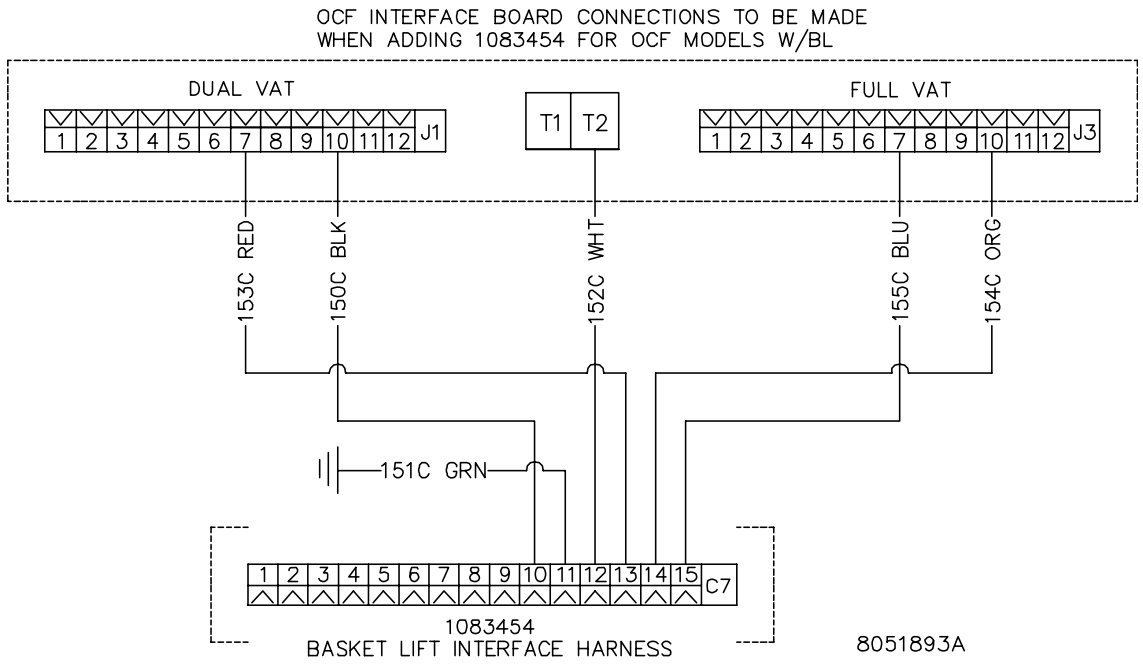 OCF INTERFACE BOARD CONNECTIONS TO BE MADE
WHEN ADDING 1083454 FOR OCF MODELS W/BL
DUAL VAT
FULL VAT
1 2 3 4 5 6 7 8 9 10 11 12 J1
T1 T2
1 2 3 4 5 6 7 8 9 10 11 12 J3
153C RED
150C BLK
152C WHT
155C BLU
154C ORG
151C GRN
1 2 3 4 5 6 7 8 9 10 11 12 13 14 15 C7
1083454
BASKET LIFT INTERFACE HARNESS
8051893A